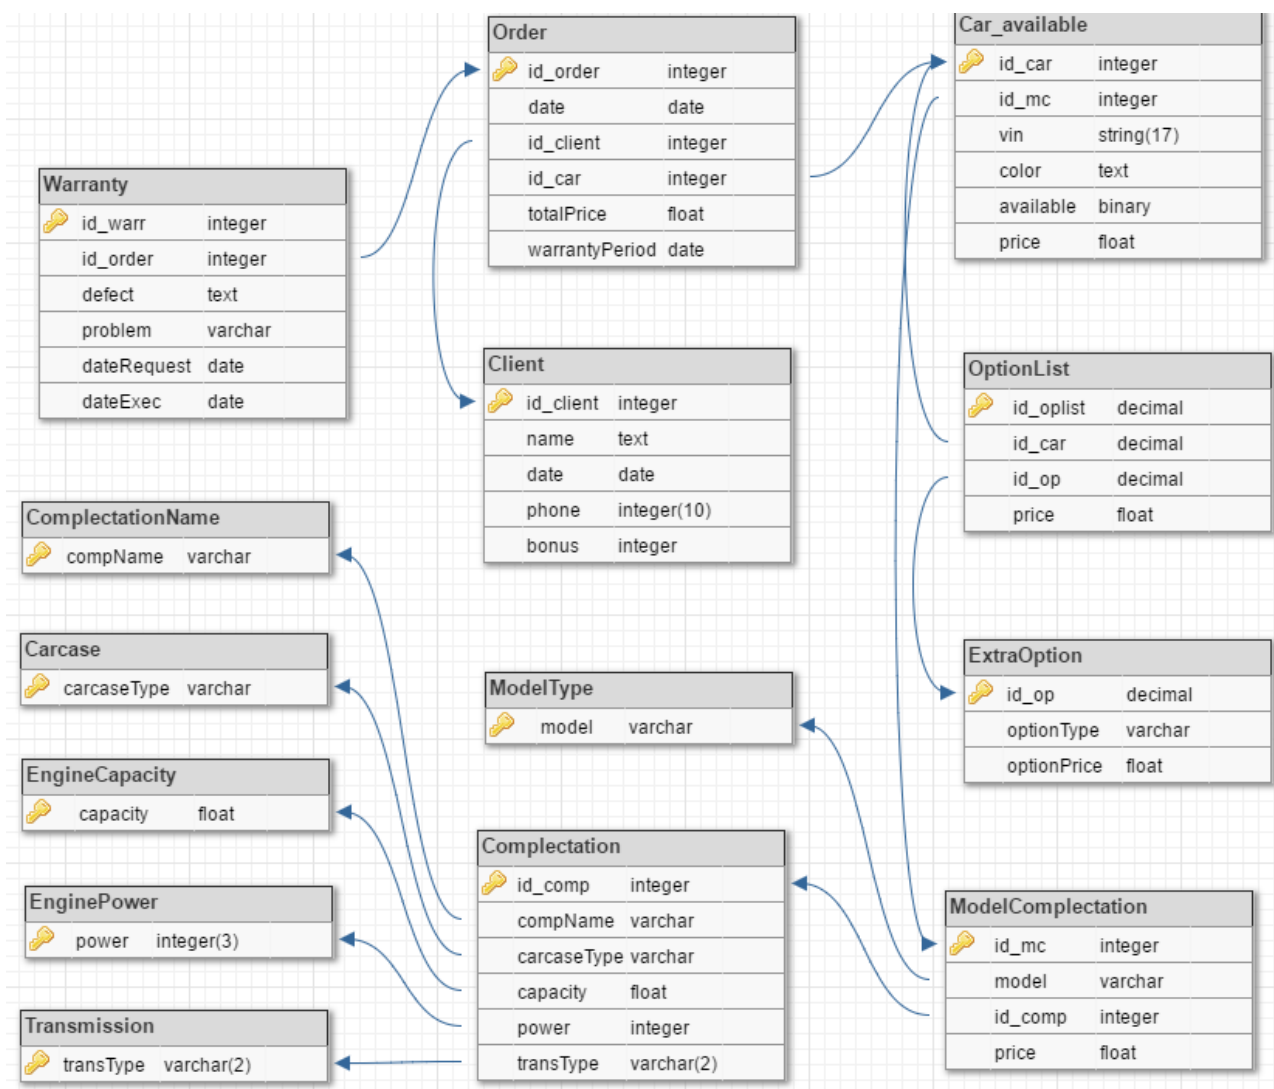 Order
id_order integer
date date
id_client integer
id_car integer
totalPrice float
warrantyPeriod date
Car_available
id_car integer
id_mc integer
vin string(17)
color text
available binary
price float
Warranty
id_warr integer
id_order integer
defect text
problem varchar
dateRequest date
dateExec date
Client
id_client integer
name text
date date
phone integer(10)
bonus integer
OptionList
id_oplist decimal
id_car decimal
id_op decimal
price float
ComplectationName
compName varchar
Carcase
carcaseType varchar
ModelType
model varchar
ExtraOption
id_op decimal
optionType varchar
optionPrice float
EngineCapacity
capacity float
EnginePower
power integer(3)
Transmission
transType varchar(2)
Complectation
id_comp integer
compName varchar
carcaseType varchar
capacity float
power integer
transType varchar(2)
ModelComplectation
id_mc integer
model varchar
id_comp integer
price float